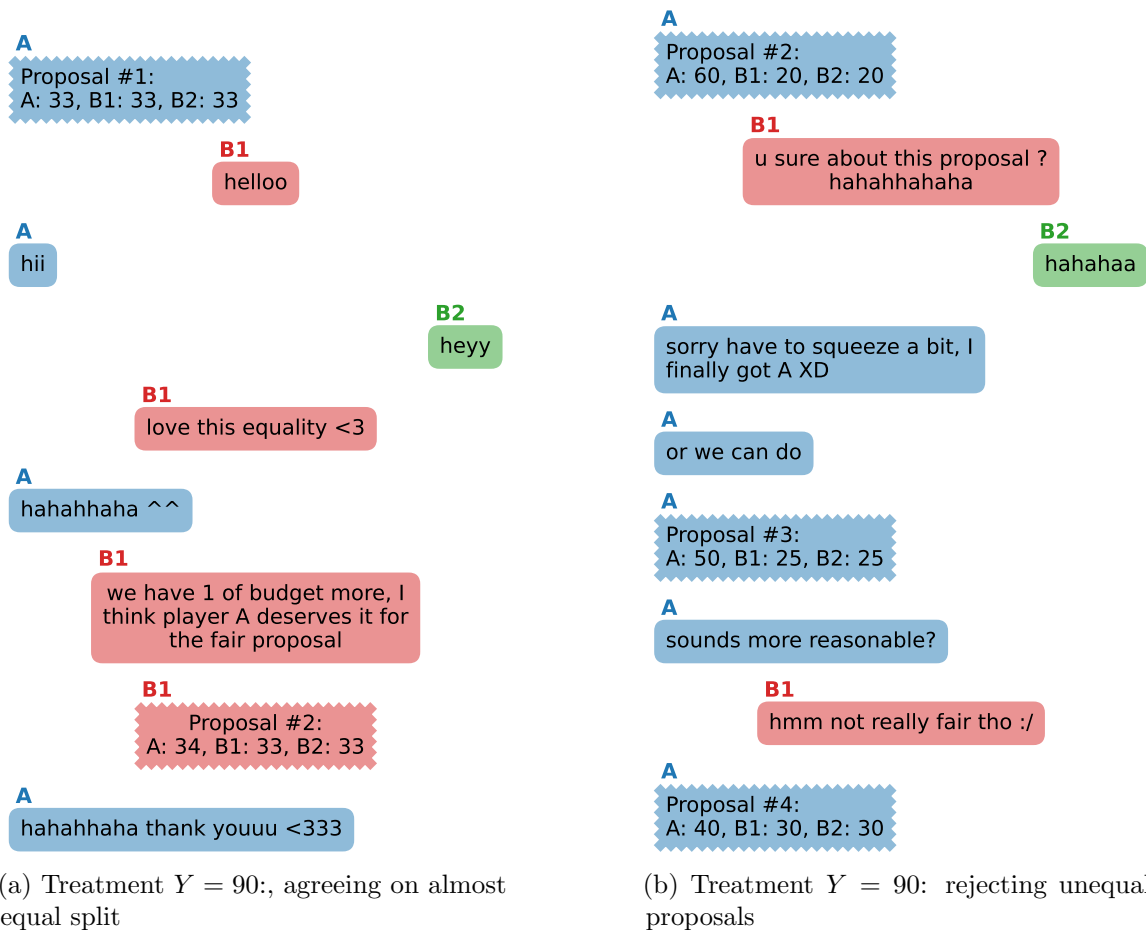 A
Proposal #1:
A: 33, B1: 33, B2: 33
B1
helloo
A
hii
B2
heyy
B1
love this equality <3
A
hahahhaha ^^
B1
we have 1 of budget more, I
think player A deserves it for
the fair proposal
B1
Proposal #2:
A: 34, B1: 33, B2: 33
A
hahahhaha thank youuu <333
(a) Treatment Y = 90:, agreeing on almost
equal split
A
Proposal #2:
A: 60, B1: 20, B2: 20
B1
u sure about this proposal ?
hahahhahaha
B2
hahahaa
A
sorry have to squeeze a bit, I
finally got A XD
A
or we can do
A
Proposal #3:
A: 50, B1: 25, B2: 25
A
sounds more reasonable?
B1
hmm not really fair tho :/
A
Proposal #4:
A: 40, B1: 30, B2: 30
(b) Treatment Y = 90: rejecting unequal
proposals